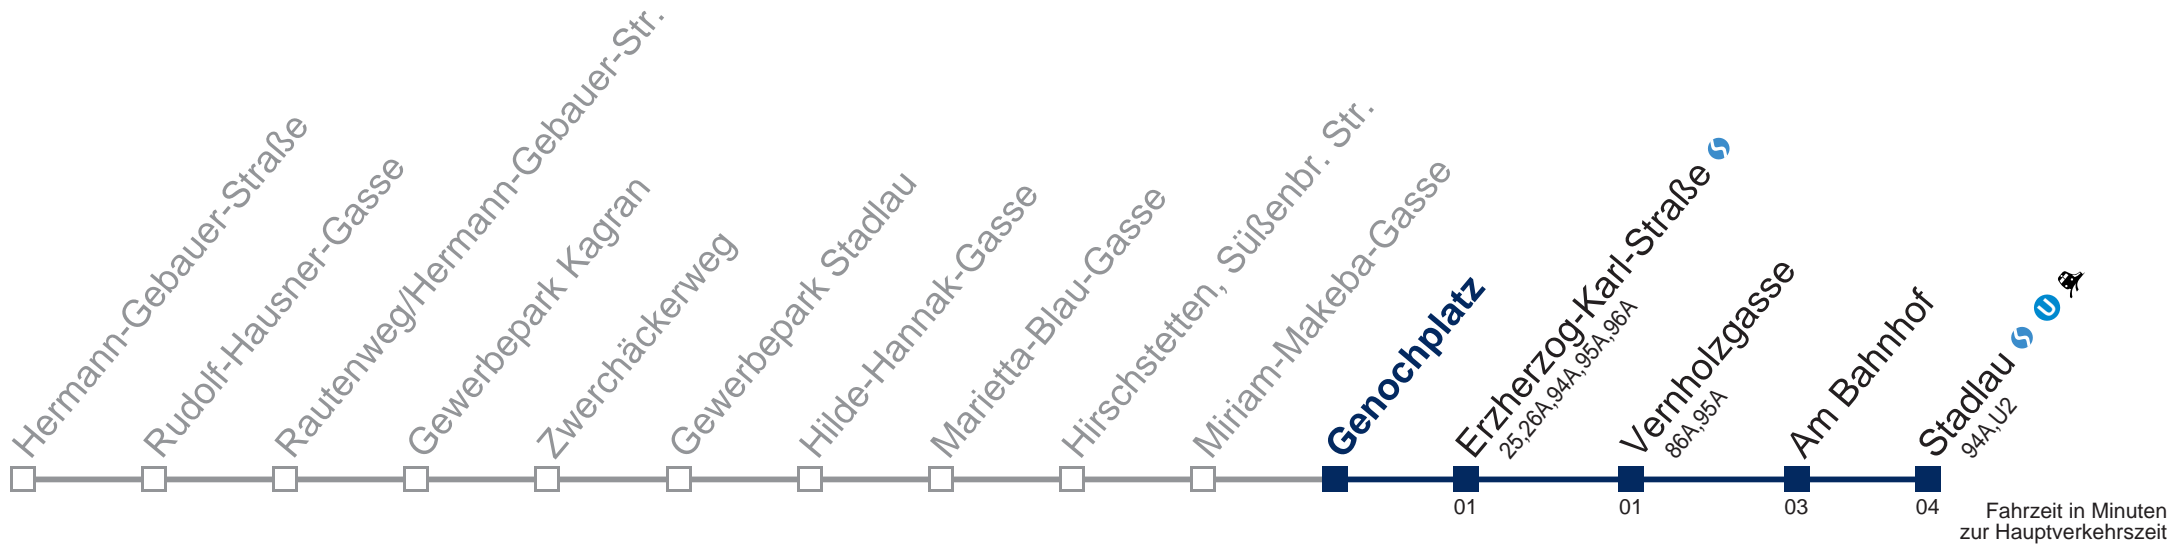 Hermann-Gebauer-Straße
Rudolf-Hausner-Gasse
Rautenweg/Hermann-Gebauer-Str.
Gewerbepark Kagran
Zwerchäckerweg
Gewerbepark Stadlau
Hilde-Hannak-Gasse
Marietta-Blau-Gasse
Hirschstetten, Süßenbr. Str.
Miriam-Makeba-Gasse
Genochplatz
Erzherzog-Karl-Straße
25,26A,94A,95A,96A
Vernholzgasse
86A,95A
Am Bahnhof
Stadlau
U
94A,U2
01
01
03
04
Fahrzeit in Minuten
zur Hauptverkehrszeit